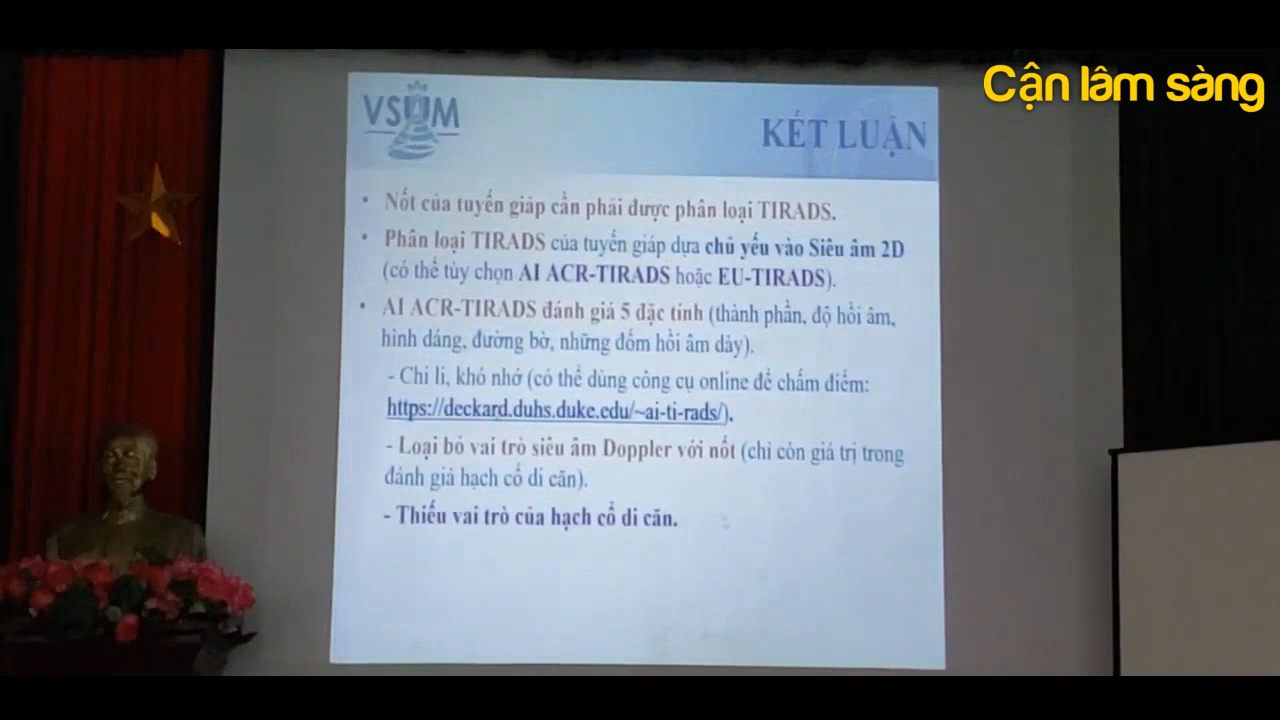 Cận lâm sàng
VSUM
KẾT LUẬN
• Nốt của tuyến giáp cần phải được phân loại TIRADS.
• Phân loại TIRADS của tuyến giáp dựa chủ yếu vào Siêu âm 2D
(có thể tùy chọn AI ACR-TIRADS hoặc EU-TIRADS).
• AI ACR-TIRADS đánh giá 5 đặc tính (thành phần, độ hồi âm,
hình dáng, đường bờ, những đốm hồi âm dày).
- Chi li, khó nhớ (có thể dùng công cụ online để chấm điểm:
https://deckard.duhs.duke.edu/~ai-ti-rads/).
- Loại bỏ vai trò siêu âm Doppler với nốt (chỉ còn giá trị trong
đánh giá hạch cổ di căn).
- Thiếu vai trò của hạch cổ di căn.